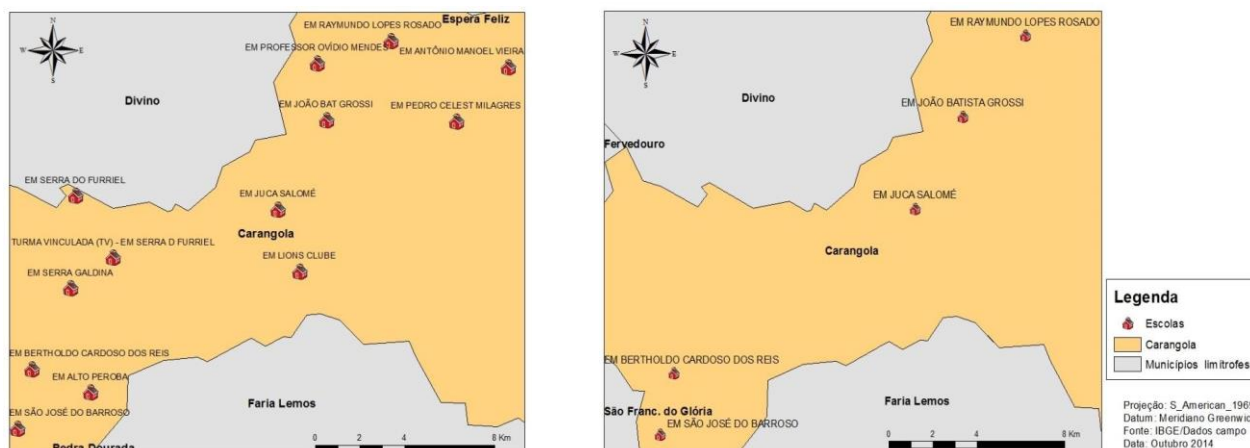 N
W E
S
EM RAYMUNDO LOPES ROSADO
Espera Feliz
EM PROFESSOR OVÍDIO MENDES
EM ANTÔNIO MANOEL VIEIRA
Divino
EM JOÃO BAT GROSSI
EM PEDRO CELEST MILAGRES
EM SERRA DO FURRIEL
EM JUCA SALOMÉ
Carangola
TURMA VINCULADA (TV) - EM SERRA D FURRIEL
EM LIONS CLUBE
EM SERRA GALDINA
EM BERTHOLDO CARDOSO DOS REIS
EM ALTO PEROBA
Faria Lemos
EM SÃO JOSÉ DO BARROSO
Pedra Dourada
0 2 4 8 Km
N
W E
S
EM RAYMUNDO LOPES ROSADO
Divino
EM JOÃO BATISTA GROSSI
Fervedouro
EM JUCA SALOMÉ
Carangola
EM BERTHOLDO CARDOSO DOS REIS
Faria Lemos
São Franc. do Glória
EM SÃO JOSÉ DO BARROSO
0 2 4 8 Km
Legenda
Escolas
Carangola
Municípios limítrofes
Projeção: S_American_196
Datum: Meridiano Greenwic
Fonte: IBGE/Dados campo
Data: Outubro 2014